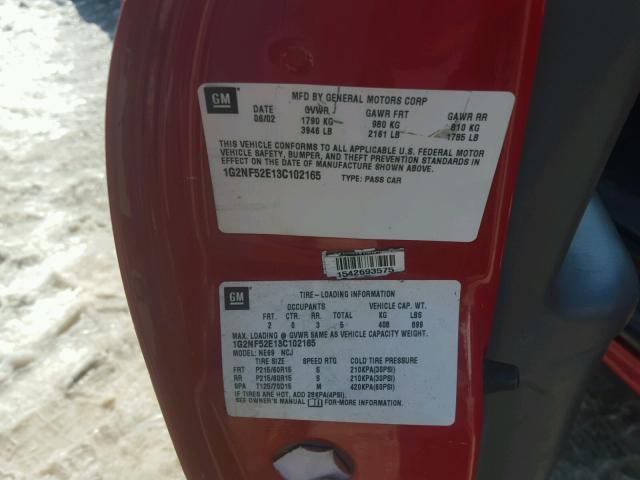 GM
MFD BY GENERAL MOTORS CORP
DATE GVWR GAWR FRT GAWR RR
06/02 1790 KG 980 KG 810 KG
3946 LB 2161 LB 1785 LB
THIS VEHICLE CONFORMS TO ALL APPLICABLE U.S. FEDERAL MOTOR
VEHICLE SAFETY, BUMPER, AND THEFT PREVENTION STANDARDS IN
EFFECT ON THE DATE OF MANUFACTURE SHOWN ABOVE.
1G2NF52E13C102165 TYPE: PASS CAR
1542693575
GM
TIRE-LOADING INFORMATION
OCCUPANTS VEHICLE CAP. WT.
FRT. CTR. RR. TOTAL KG LBS
2 0 3 5 408 899
MAX. LOADING @ GVWR SAME AS VEHICLE CAPACITY WEIGHT.
1G2NF52E13C102165
MODEL: NE69 NCJ
TIRE SIZE SPEED RTG COLD TIRE PRESSURE
FRT P215/60R15 S 210KPA(30PSI)
RR P215/60R15 S 210KPA(30PSI)
SPA T125/70D15 M 420KPA(60PSI)
IF TIRES ARE HOT, ADD 28KPA(4PSI).
SEE OWNER'S MANUAL FOR MORE INFORMATION.